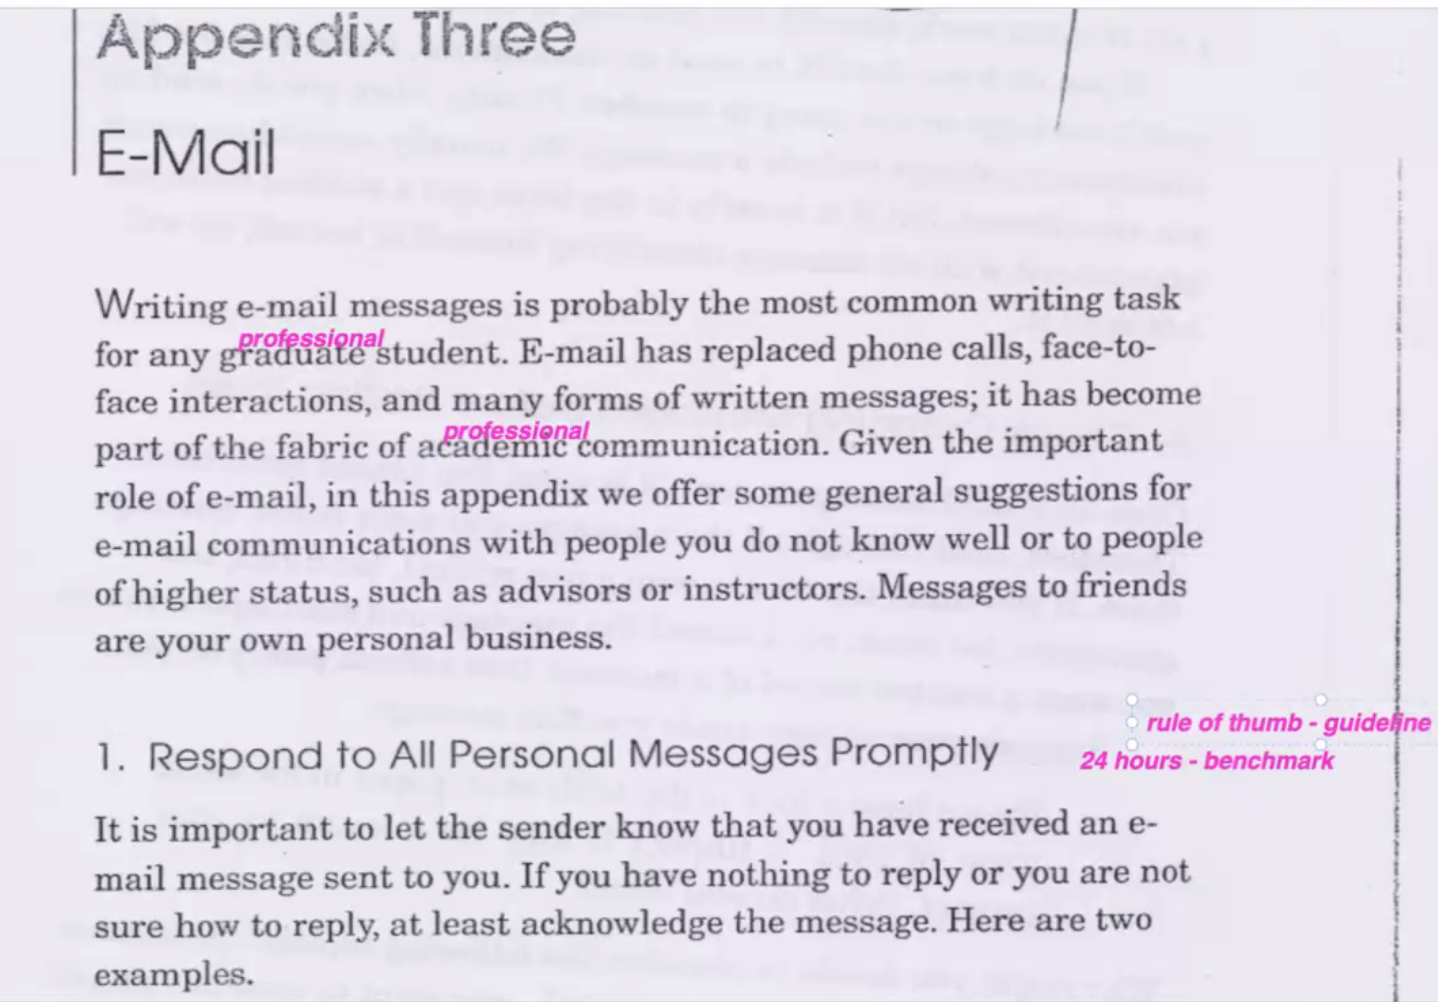 Appendix Three
E-Mail
Writing e-mail messages is probably the most common writing task
professional
for any graduate student. E-mail has replaced phone calls, face-to-
face interactions, and many forms of written messages; it has become
professional
part of the fabric of academic communication. Given the important
role of e-mail, in this appendix we offer some general suggestions for
e-mail communications with people you do not know well or to people
of higher status, such as advisors or instructors. Messages to friends
are your own personal business.
rule of thumb - guideline
1. Respond to All Personal Messages Promptly
24 hours - benchmark
It is important to let the sender know that you have received an e-
mail message sent to you. If you have nothing to reply or you are not
sure how to reply, at least acknowledge the message. Here are two
examples.